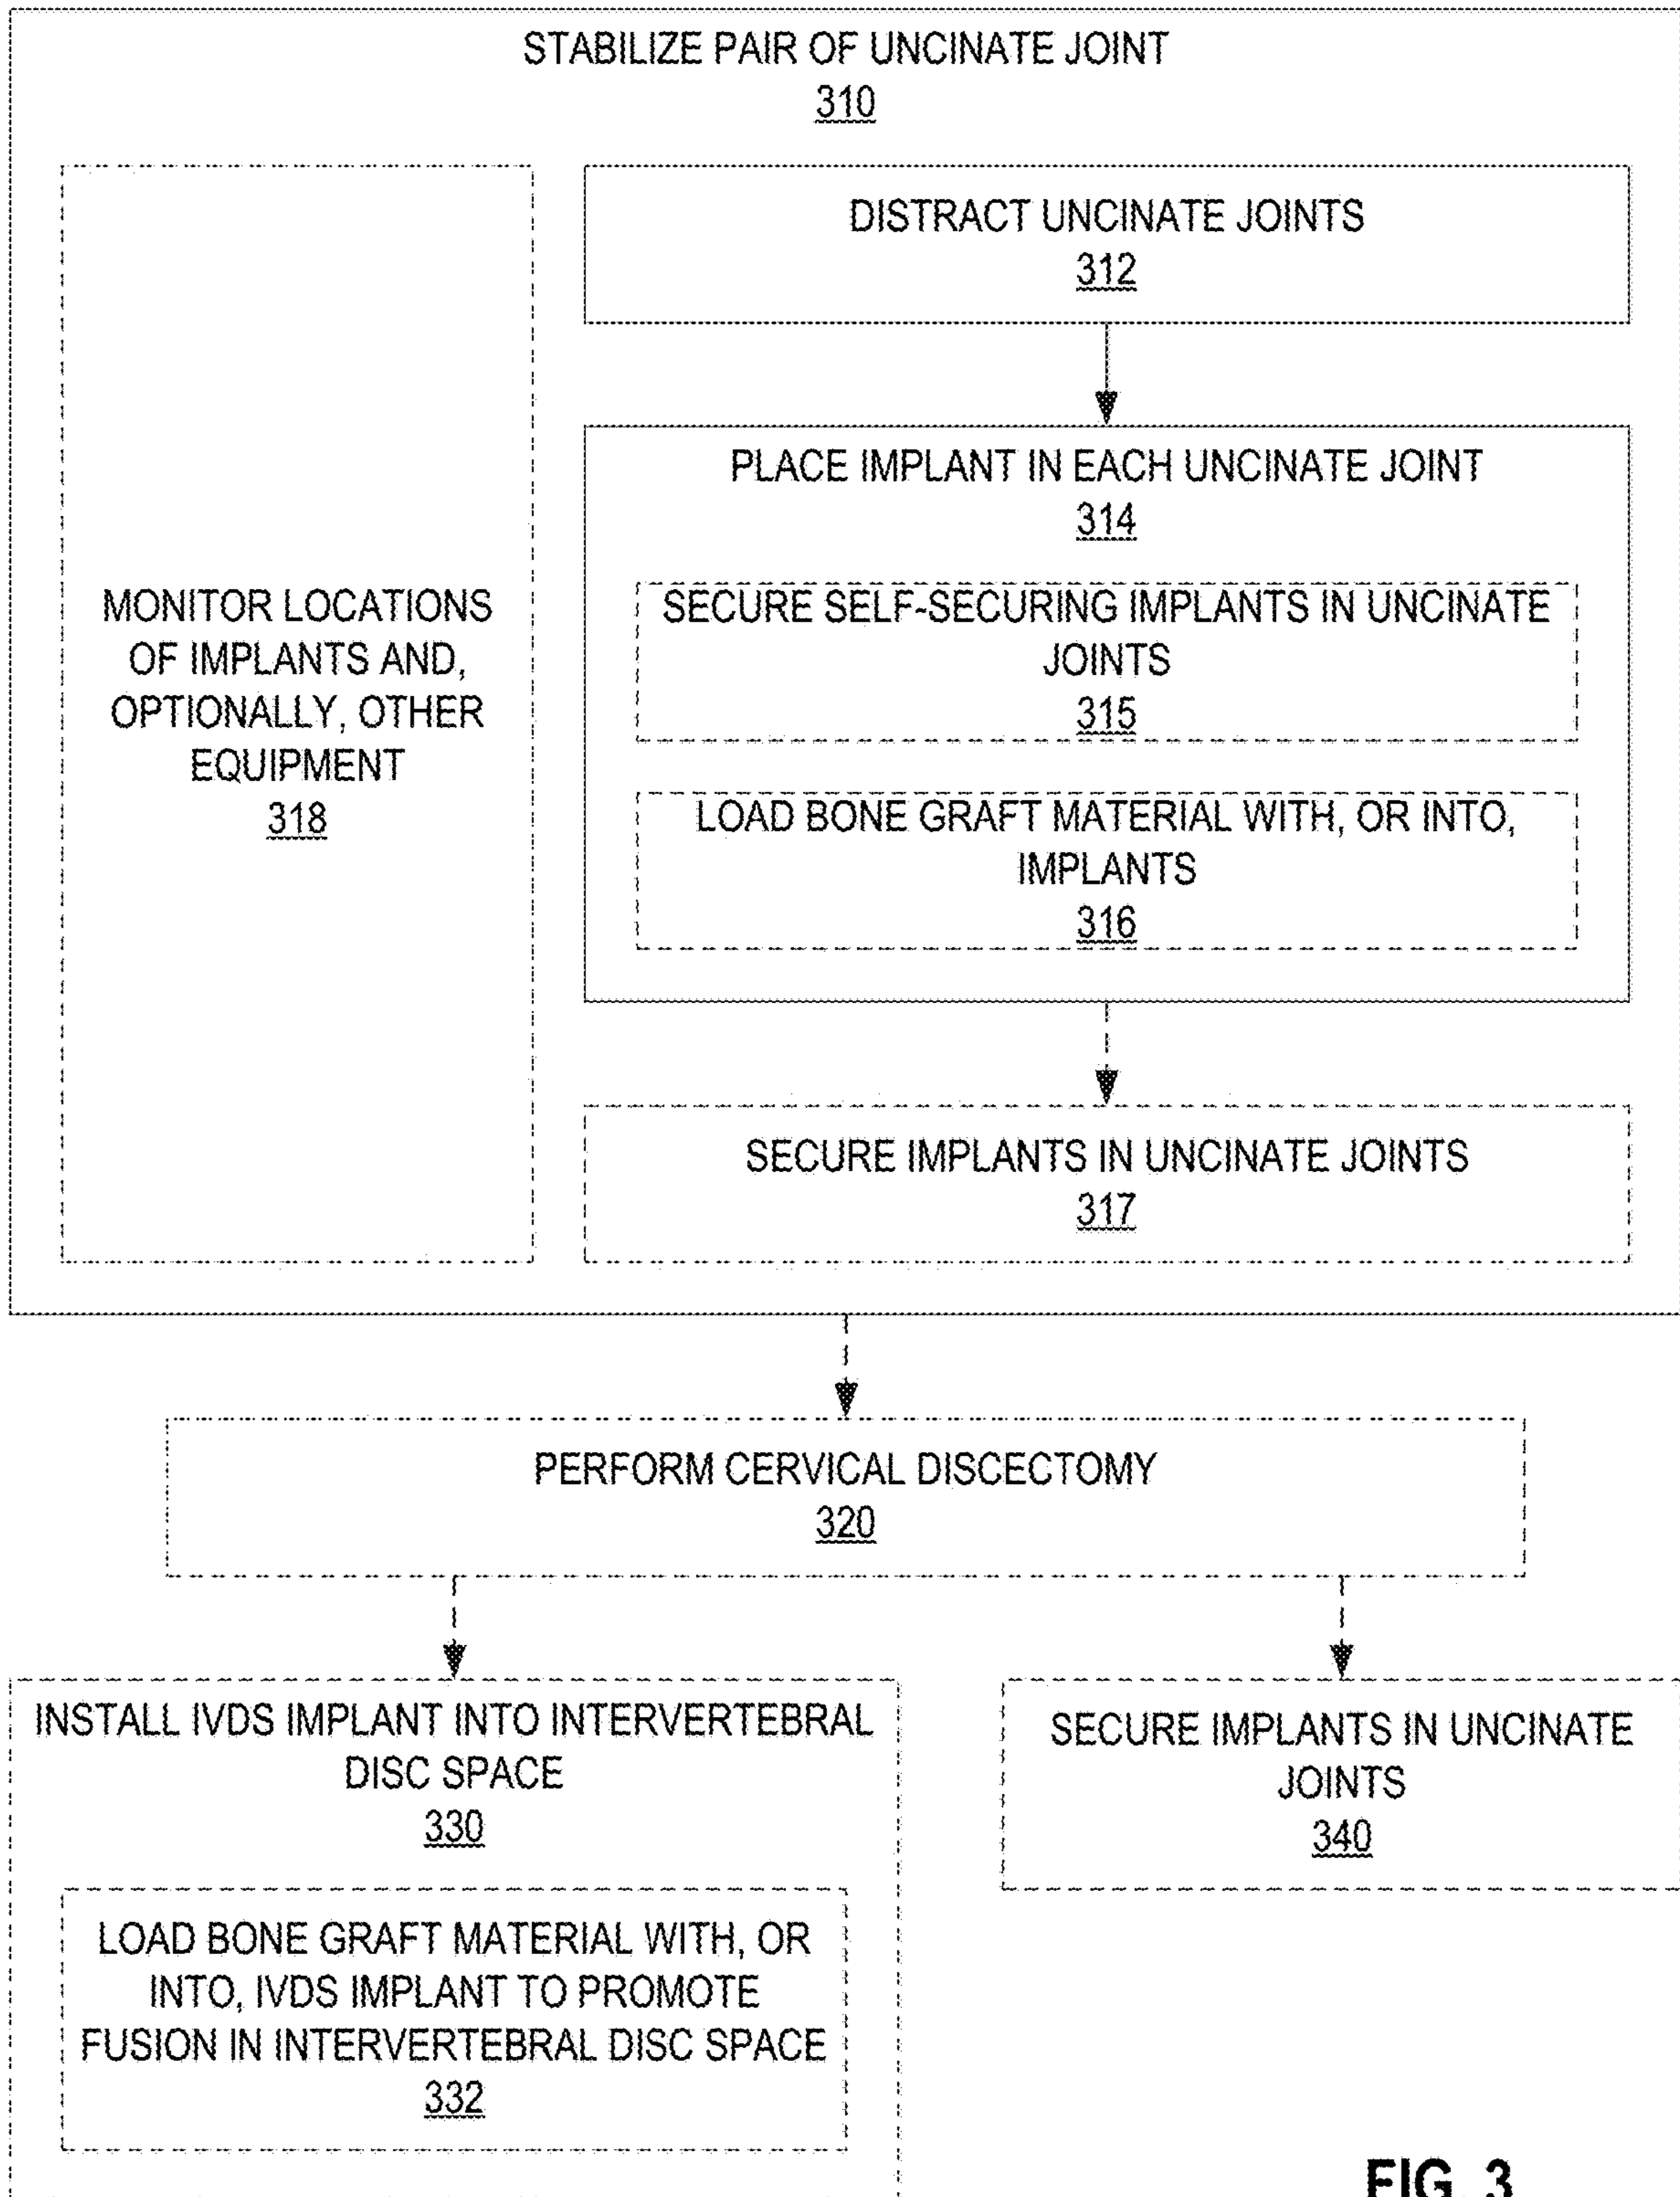 STABILIZE PAIR OF UNCINATE JOINT
310
DISTRACT UNCINATE JOINTS
312
PLACE IMPLANT IN EACH UNCINATE JOINT
314
SECURE SELF-SECURING IMPLANTS IN UNCINATE
JOINTS
315
LOAD BONE GRAFT MATERIAL WITH, OR INTO,
IMPLANTS
316
MONITOR LOCATIONS
OF IMPLANTS AND,
OPTIONALLY, OTHER
EQUIPMENT
318
SECURE IMPLANTS IN UNCINATE JOINTS
317
PERFORM CERVICAL DISCECTOMY
320
INSTALL IVDS IMPLANT INTO INTERVERTEBRAL
DISC SPACE
330
LOAD BONE GRAFT MATERIAL WITH, OR
INTO, IVDS IMPLANT TO PROMOTE
FUSION IN INTERVERTEBRAL DISC SPACE
332
SECURE IMPLANTS IN UNCINATE
JOINTS
340
FIG. 3